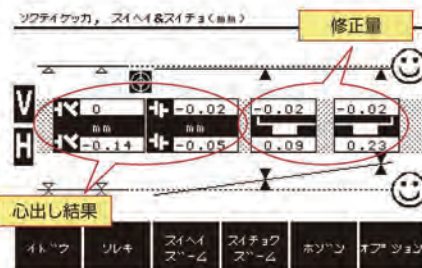 ソクテイケッカ, スイヘイ&スイチョ(mm)
修正量
V 0 -0.02 -0.02 -0.02
mm mm
H -0.14 -0.05 0.09 0.23
心出し結果
イドウ ソレキ スイヘイ ズーム スイチョク ズーム ホゾン オプション